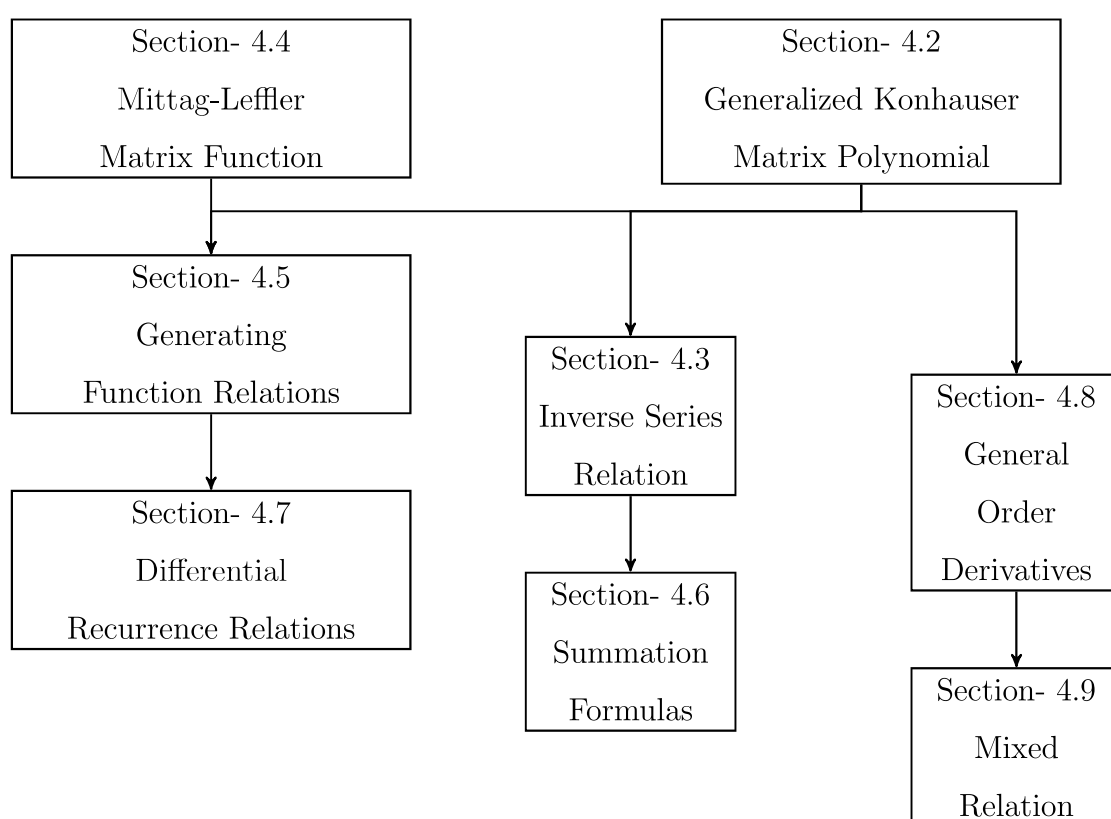 Section- 4.4
Mittag-Leffler
Matrix Function
Section- 4.2
Generalized Konhauser
Matrix Polynomial
Section- 4.5
Generating
Function Relations
Section- 4.3
Inverse Series
Relation
Section- 4.8
General
Order
Derivatives
Section- 4.7
Differential
Recurrence Relations
Section- 4.6
Summation
Formulas
Section- 4.9
Mixed
Relation